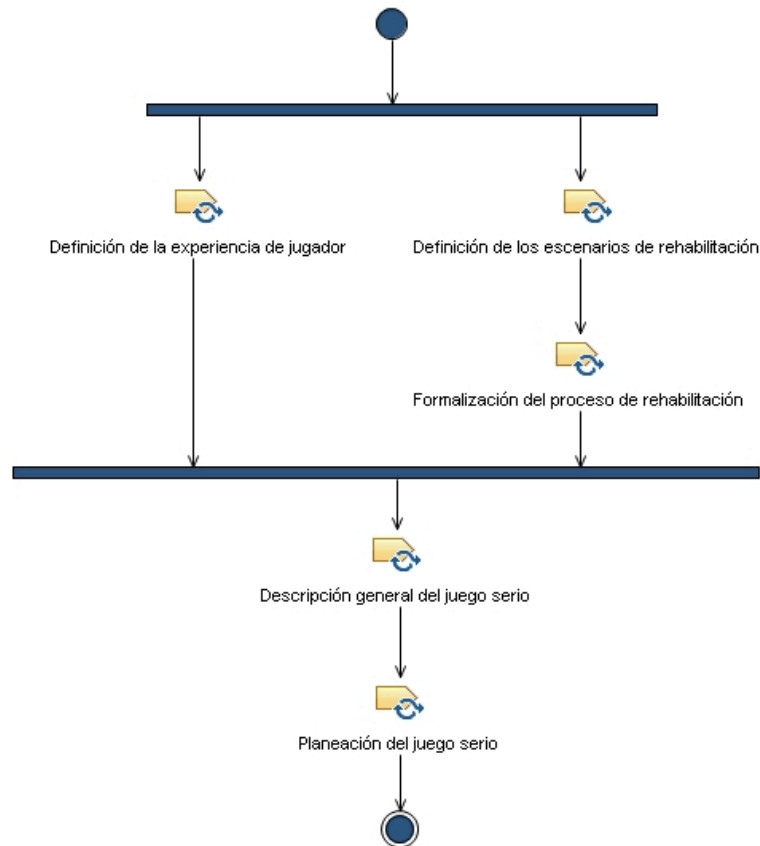 Definición de la experiencia de jugador
Definición de los escenarios de rehabilitación
Formalización del proceso de rehabilitación
Descripción general del juego serio
Planeación del juego serio